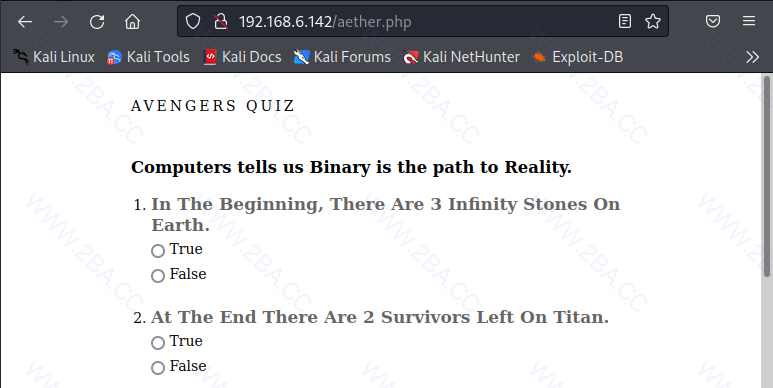 192.168.6.142/aether.php
Kali Linux Kali Tools Kali Docs Kali Forums Kali NetHunter Exploit-DB
AVENGERS QUIZ
Computers tells us Binary is the path to Reality.
1. In The Beginning, There Are 3 Infinity Stones On
Earth.
True
False
2. At The End There Are 2 Survivors Left On Titan.
True
False
WWW.2BA.CC